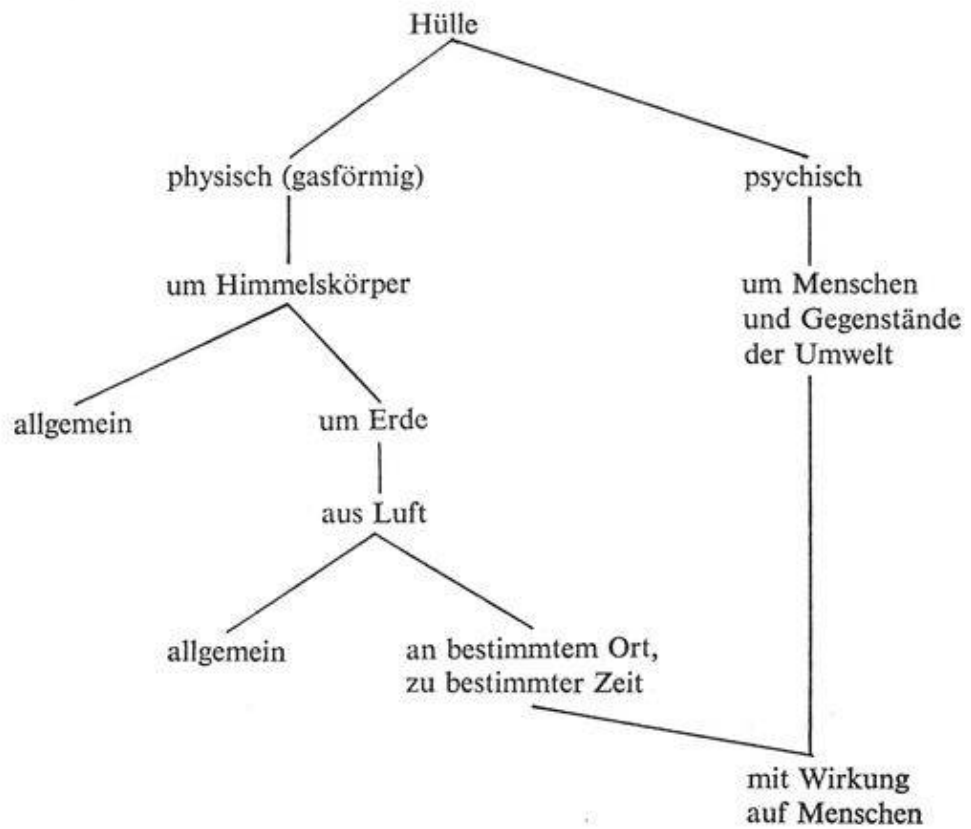 Hülle
physisch (gasförmig)
psychisch
um Himmelskörper
um Menschen
und Gegenstände
der Umwelt
allgemein
um Erde
aus Luft
allgemein
an bestimmtem Ort,
zu bestimmter Zeit
mit Wirkung
auf Menschen